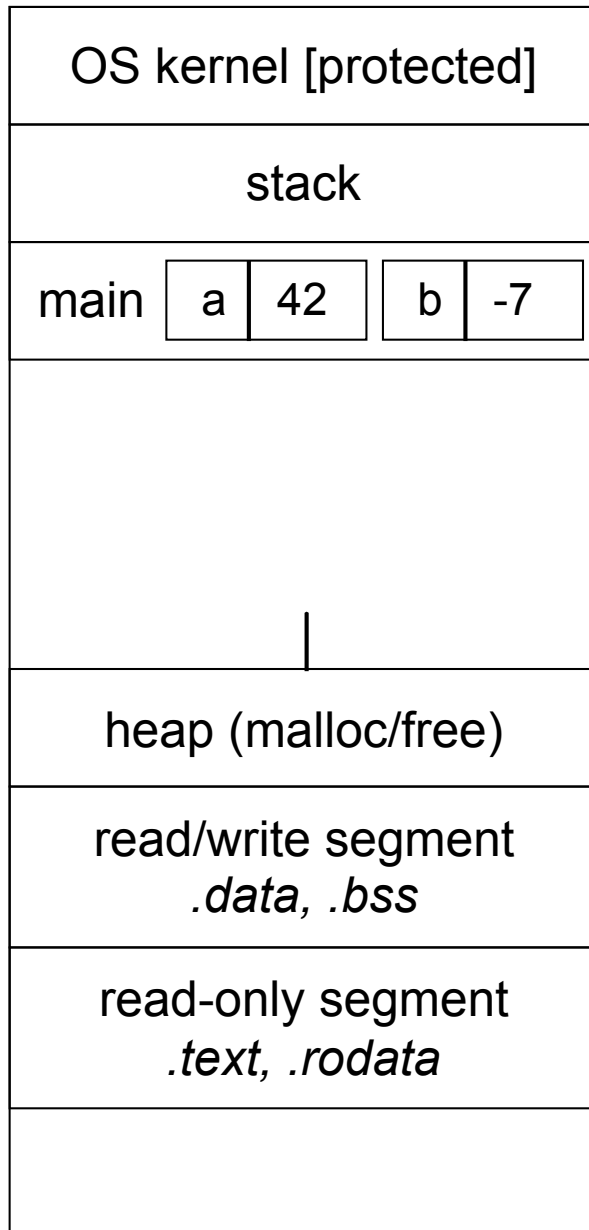 OS kernel [protected]
stack
main a 42 b -7
heap (malloc/free)
read/write segment
.data, .bss
read-only segment
.text, .rodata